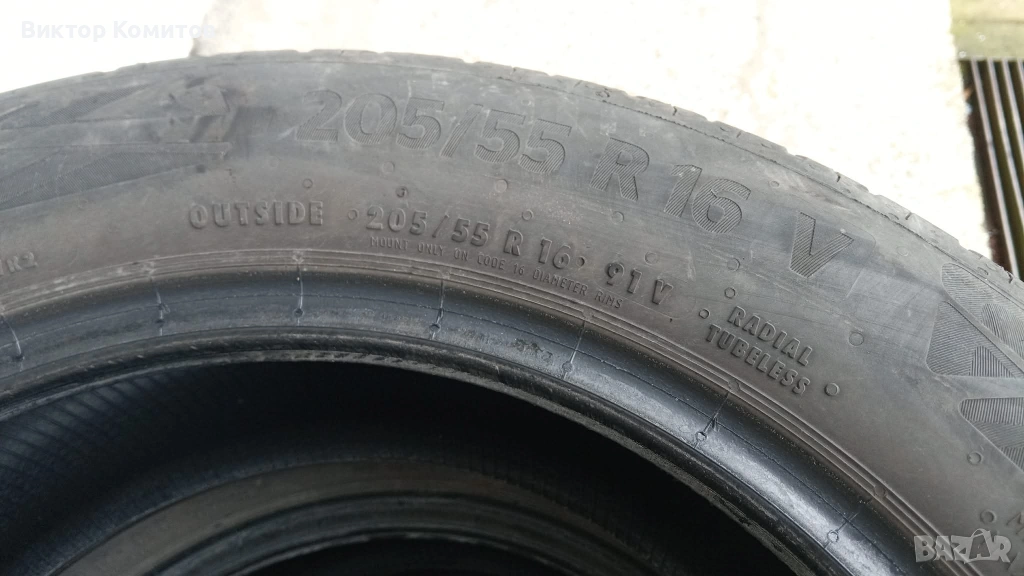 Виктор Комитов
205/55 R 16 V
OUTSIDE 205/55 R 16 91 V
MOUNT ONLY ON CODE 16 DIAMETER RIMS
RADIAL
TUBELESS
BAZAR